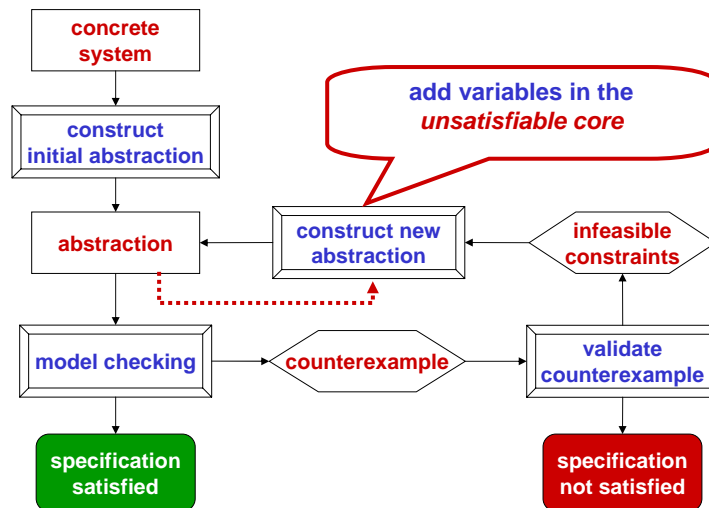 concrete
system
add variables in the
unsatisfiable core
construct
initial abstraction
abstraction
construct new
abstraction
infeasible
constraints
model checking
counterexample
validate
counterexample
specification
satisfied
specification
not satisfied